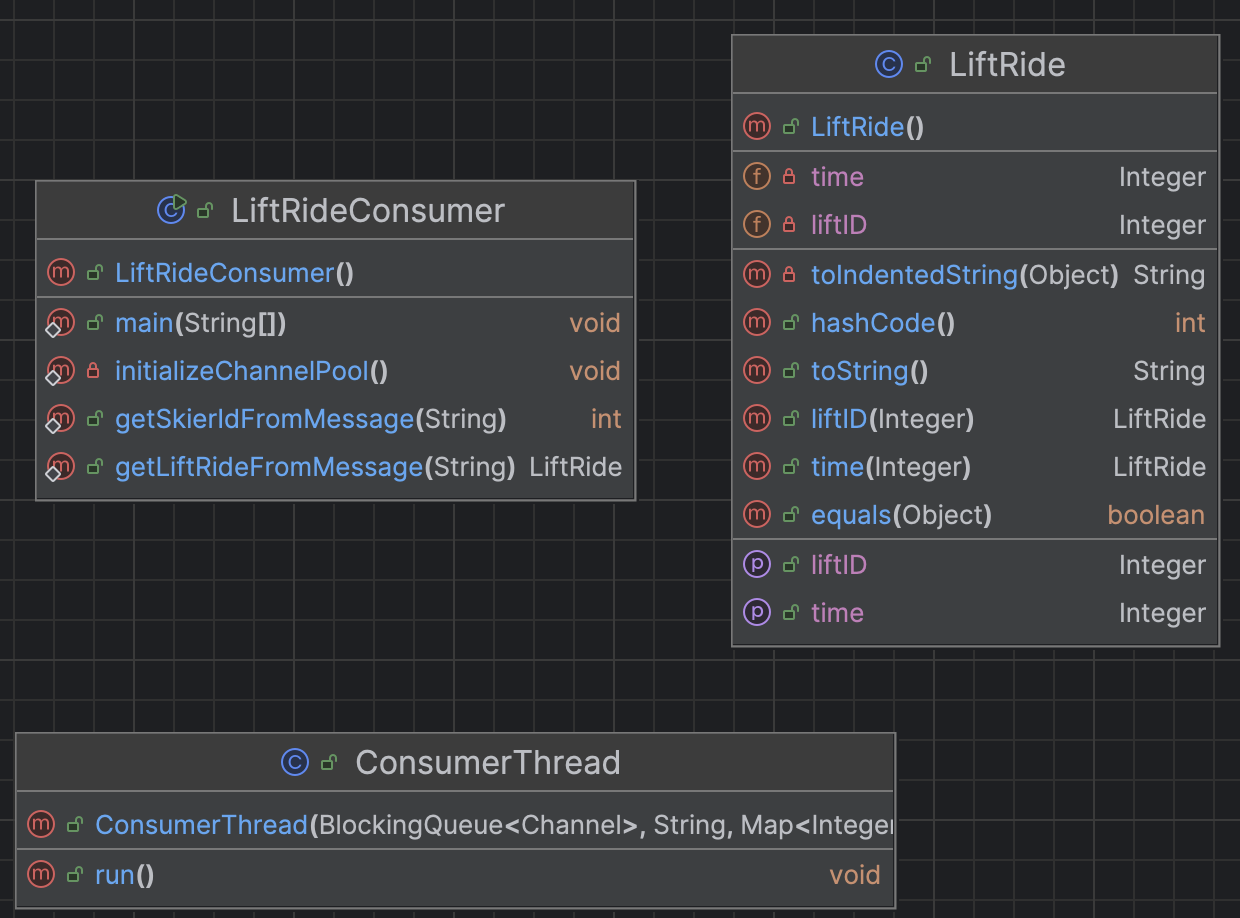 LiftRideConsumer
LiftRideConsumer()
main(String[]) void
initializeChannelPool() void
getSkierIdFromMessage(String) int
getLiftRideFromMessage(String) LiftRide
LiftRide
LiftRide()
time Integer
liftID Integer
toIndentedString(Object) String
hashCode() int
toString() String
liftID(Integer) LiftRide
time(Integer) LiftRide
equals(Object) boolean
liftID Integer
time Integer
ConsumerThread
ConsumerThread(BlockingQueue<Channel>, String, Map<Integer
run() void